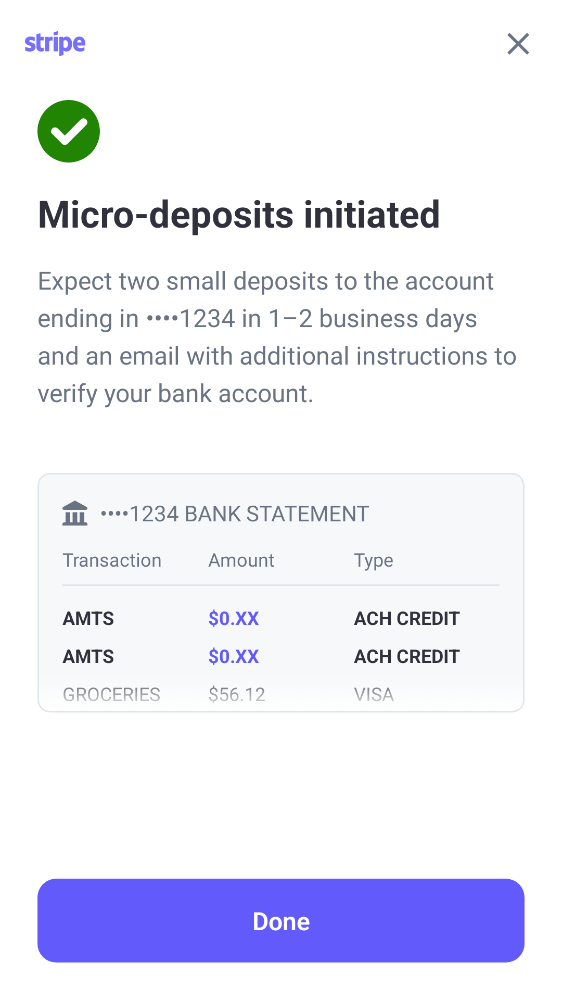 stripe
Micro-deposits initiated
Expect two small deposits to the account
ending in ••••1234 in 1–2 business days
and an email with additional instructions to
verify your bank account.
••••1234 BANK STATEMENT
Transaction Amount Type
AMTS $0.XX ACH CREDIT
AMTS $0.XX ACH CREDIT
GROCERIES $56.12 VISA
Done